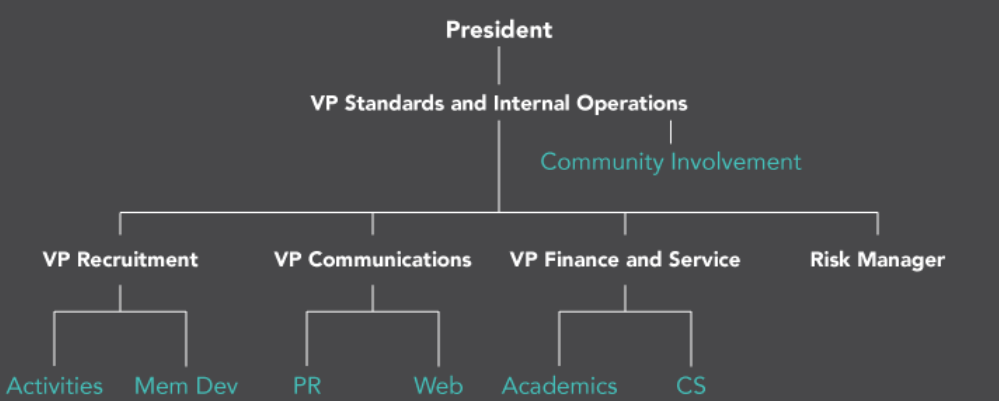 President
VP Standards and Internal Operations
Community Involvement
VP Recruitment
VP Communications
VP Finance and Service
Risk Manager
Activities
Mem Dev
PR
Web
Academics
CS